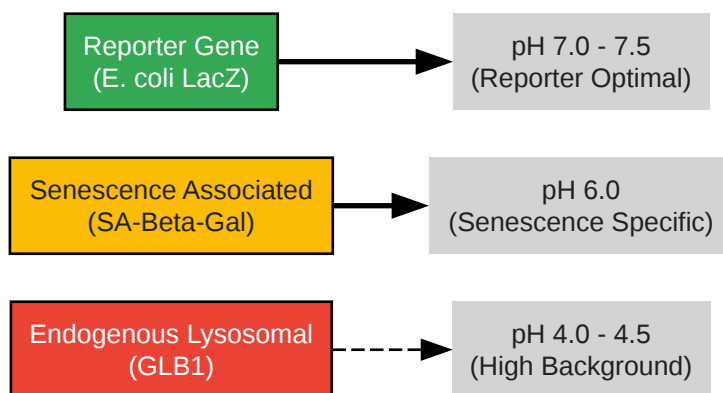 Reporter Gene
(E. coli LacZ)
pH 7.0 - 7.5
(Reporter Optimal)
Senescence Associated
(SA-Beta-Gal)
pH 6.0
(Senescence Specific)
Endogenous Lysosomal
(GLB1)
pH 4.0 - 4.5
(High Background)